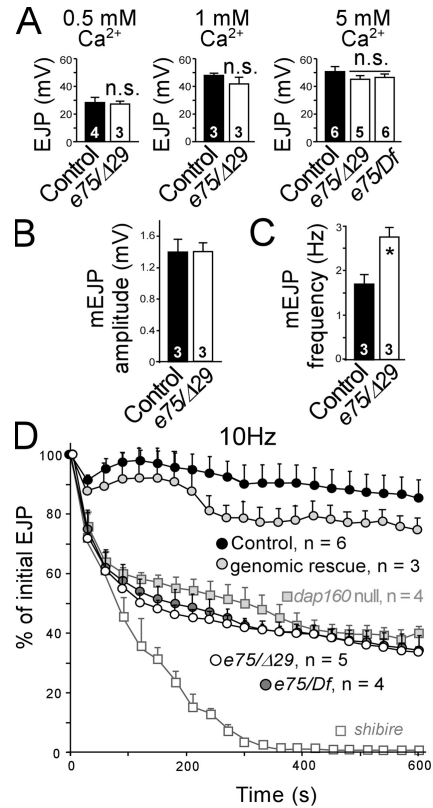 A
0.5 mM Ca2+
1 mM Ca2+
5 mM Ca2+
EJP (mV)
60
40
20
0
n.s.
4
3
Control
e75/Δ29
EJP (mV)
60
40
20
0
n.s.
3
3
Control
e75/Δ29
EJP (mV)
60
40
20
0
n.s.
6
5
6
Control
e75/Δ29
e75/Df
B
mEJP amplitude (mV)
1.6
1.2
0.8
0.4
0
3
3
Control
e75/Δ29
C
mEJP frequency (Hz)
3
2
1
0
*
3
3
Control
e75/Δ29
D
10Hz
% of initial EJP
100
80
60
40
20
0
Control, n = 6
genomic rescue, n = 3
dap160 null, n = 4
e75/Δ29, n = 5
e75/Df, n = 4
shibire
0
200
400
600
Time (s)